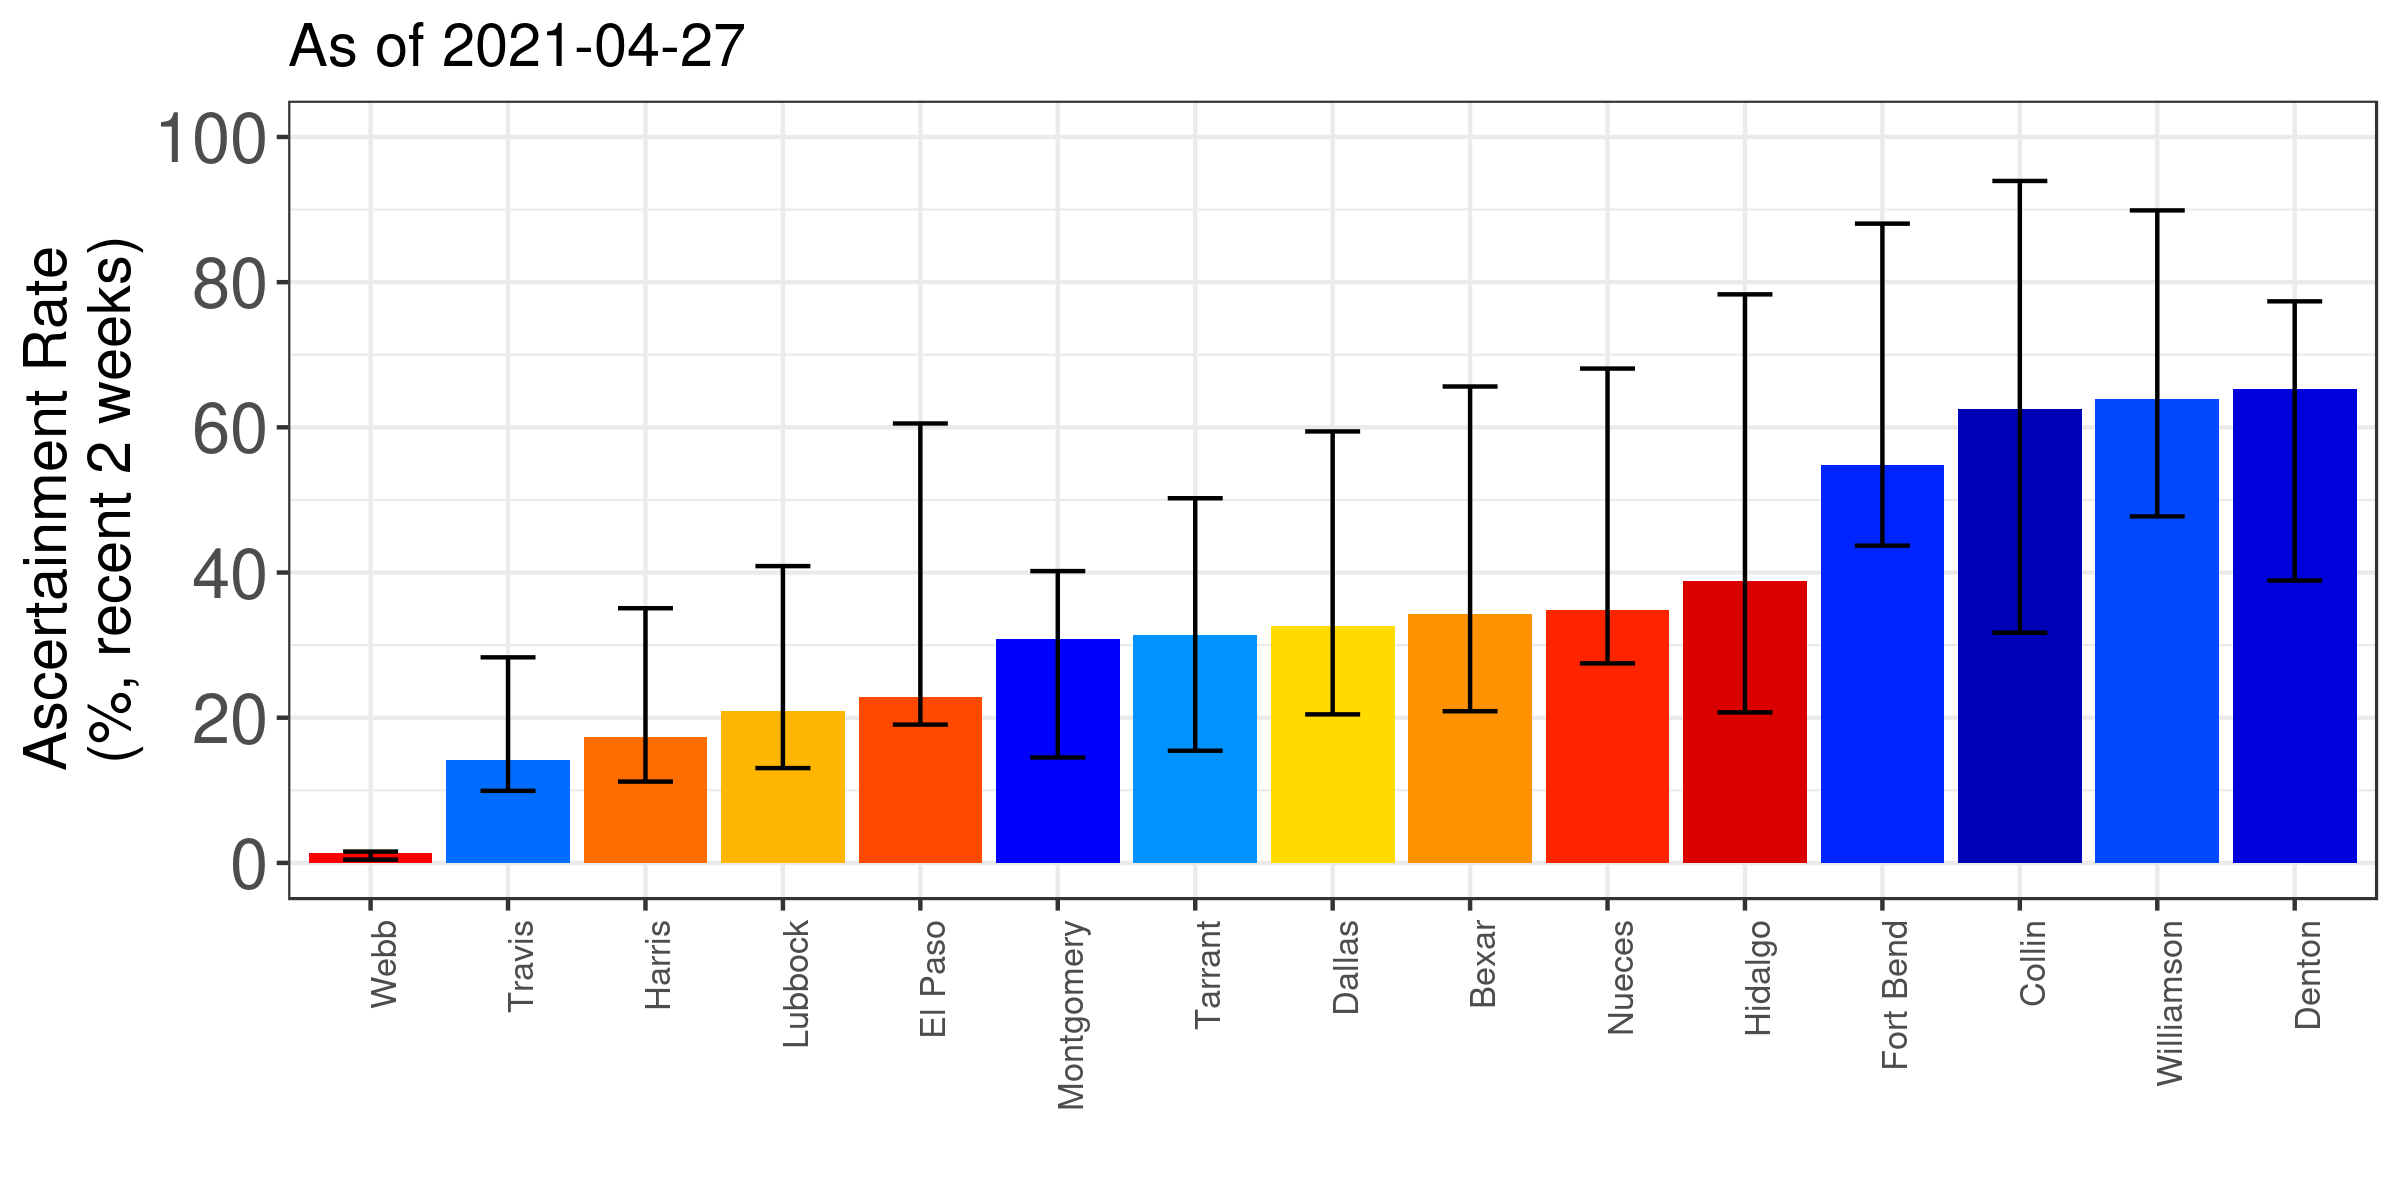 As of 2021-04-27
Ascertainment Rate
(%, recent 2 weeks)
100
80
60
40
20
0
Webb
Travis
Harris
Lubbock
El Paso
Montgomery
Tarrant
Dallas
Bexar
Nueces
Hidalgo
Fort Bend
Collin
Williamson
Denton